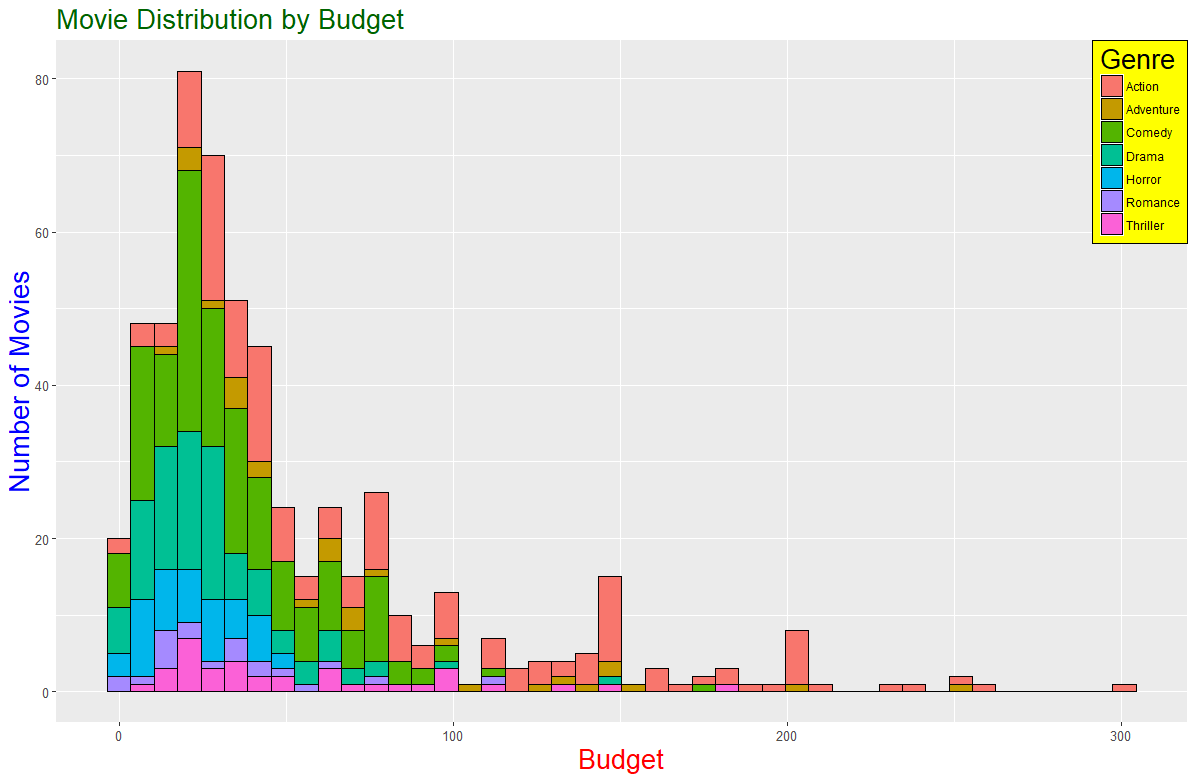 Movie Distribution by Budget
Genre
Action
Adventure
Comedy
Drama
Horror
Romance
Thriller
Number of Movies
80
60
40
20
0
0
100
200
300
Budget